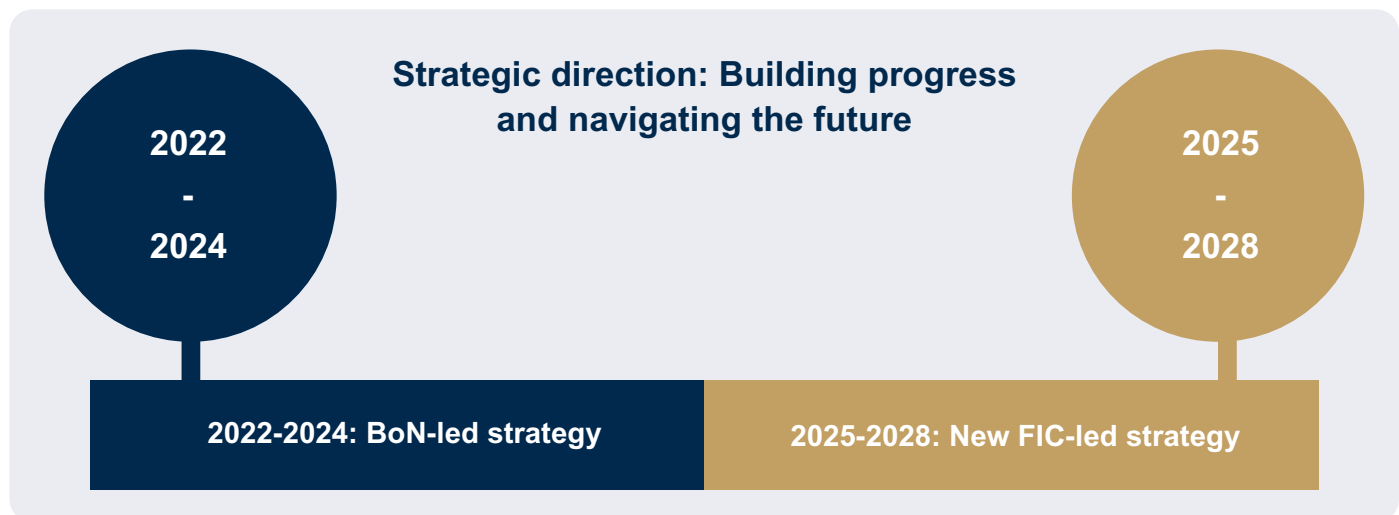 Strategic direction: Building progress
and navigating the future
2022
-
2024
2025
-
2028
2022-2024: BoN-led strategy
2025-2028: New FIC-led strategy